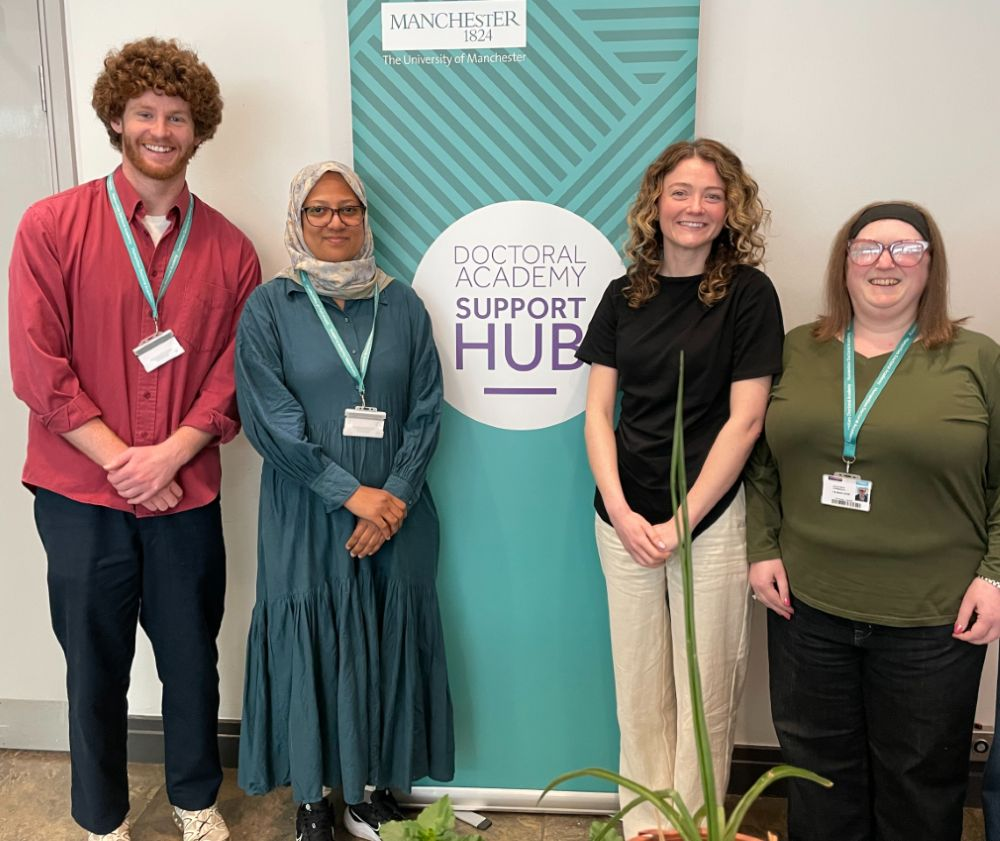 MANCHESTER
1824
The University of Manchester
DOCTORAL
ACADEMY
SUPPORT
HUB